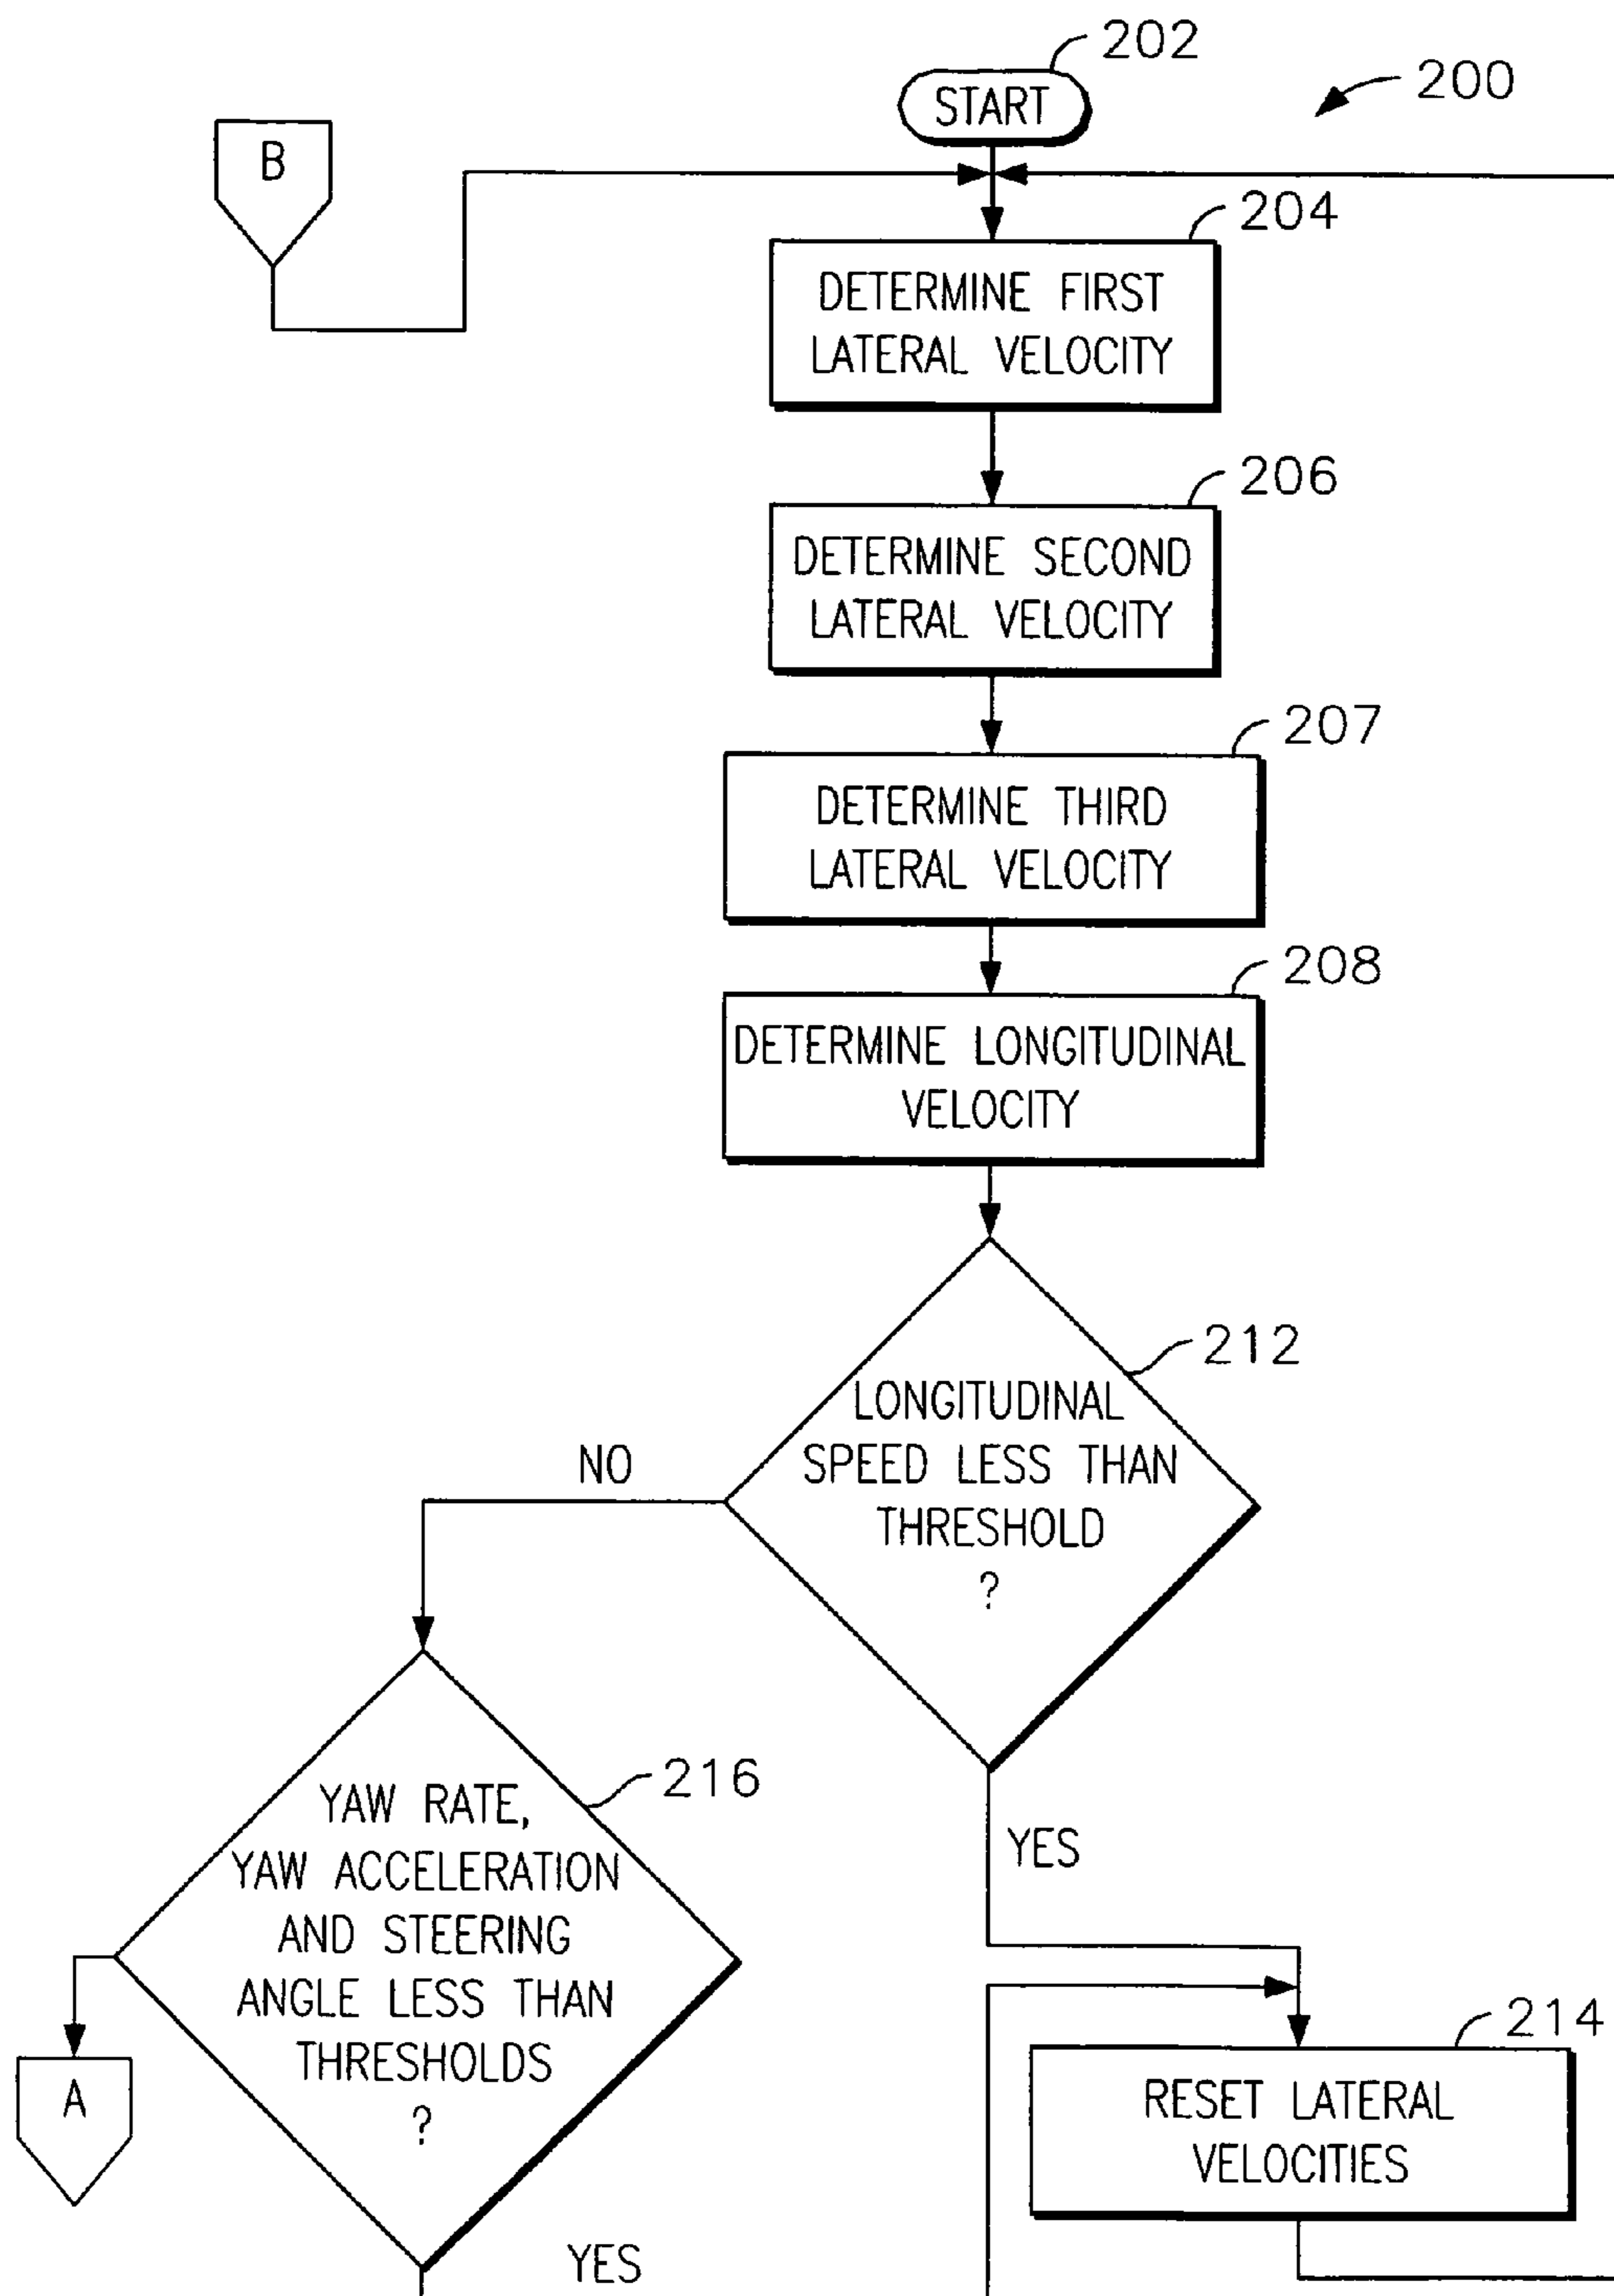 202
START
200
B
204
DETERMINE FIRST
LATERAL VELOCITY
206
DETERMINE SECOND
LATERAL VELOCITY
207
DETERMINE THIRD
LATERAL VELOCITY
208
DETERMINE LONGITUDINAL
VELOCITY
212
LONGITUDINAL
SPEED LESS THAN
THRESHOLD
?
NO
216
YAW RATE,
YAW ACCELERATION
AND STEERING
ANGLE LESS THAN
THRESHOLDS
?
YES
A
214
RESET LATERAL
VELOCITIES
YES